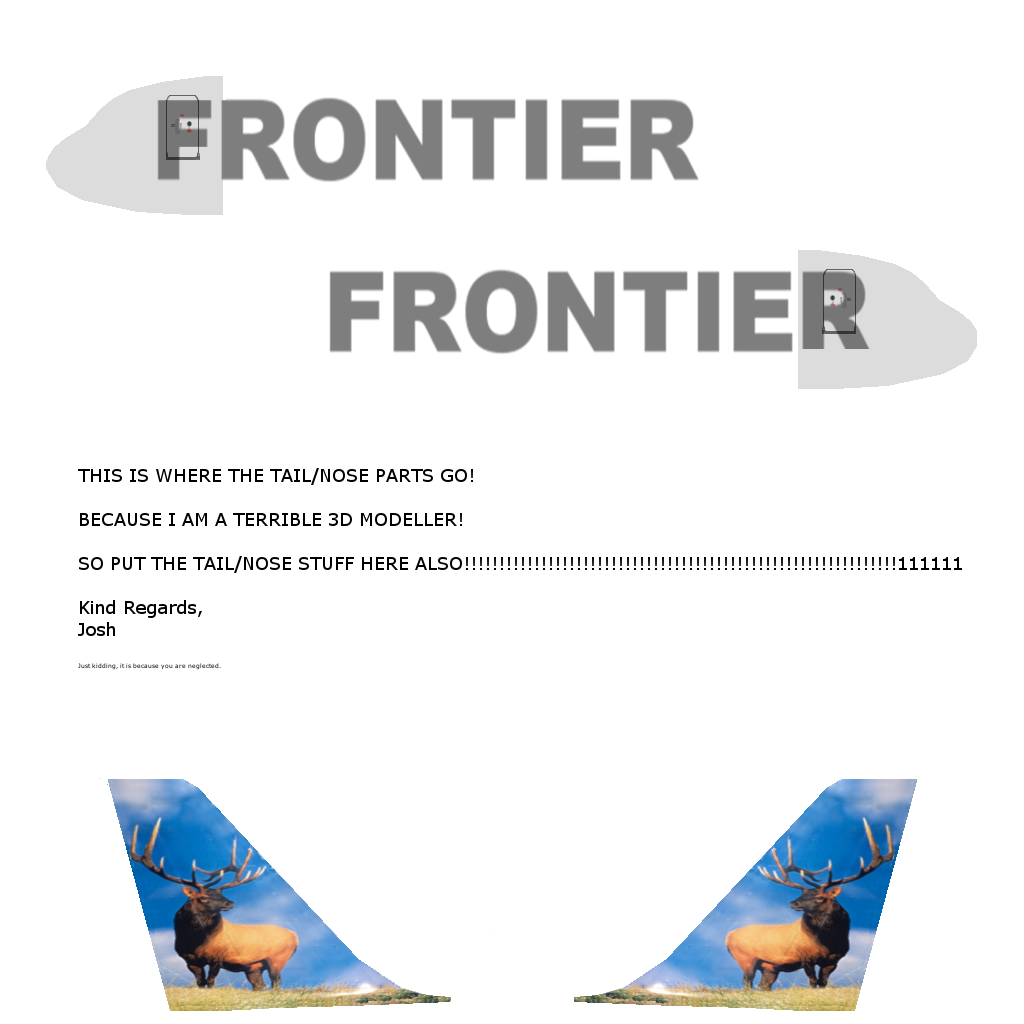 FRONTIER
FRONTIER
THIS IS WHERE THE TAIL/NOSE PARTS GO!
BECAUSE I AM A TERRIBLE 3D MODELLER!
SO PUT THE TAIL/NOSE STUFF HERE ALSO!!!!!!!!!!!!!!!!!!!!!!!!!!!!!!!!!!!!!!!!!!!!!!!!!!!!!!!!!!!!!!111111
Kind Regards,
Josh
Just kidding, it is because you are neglected.